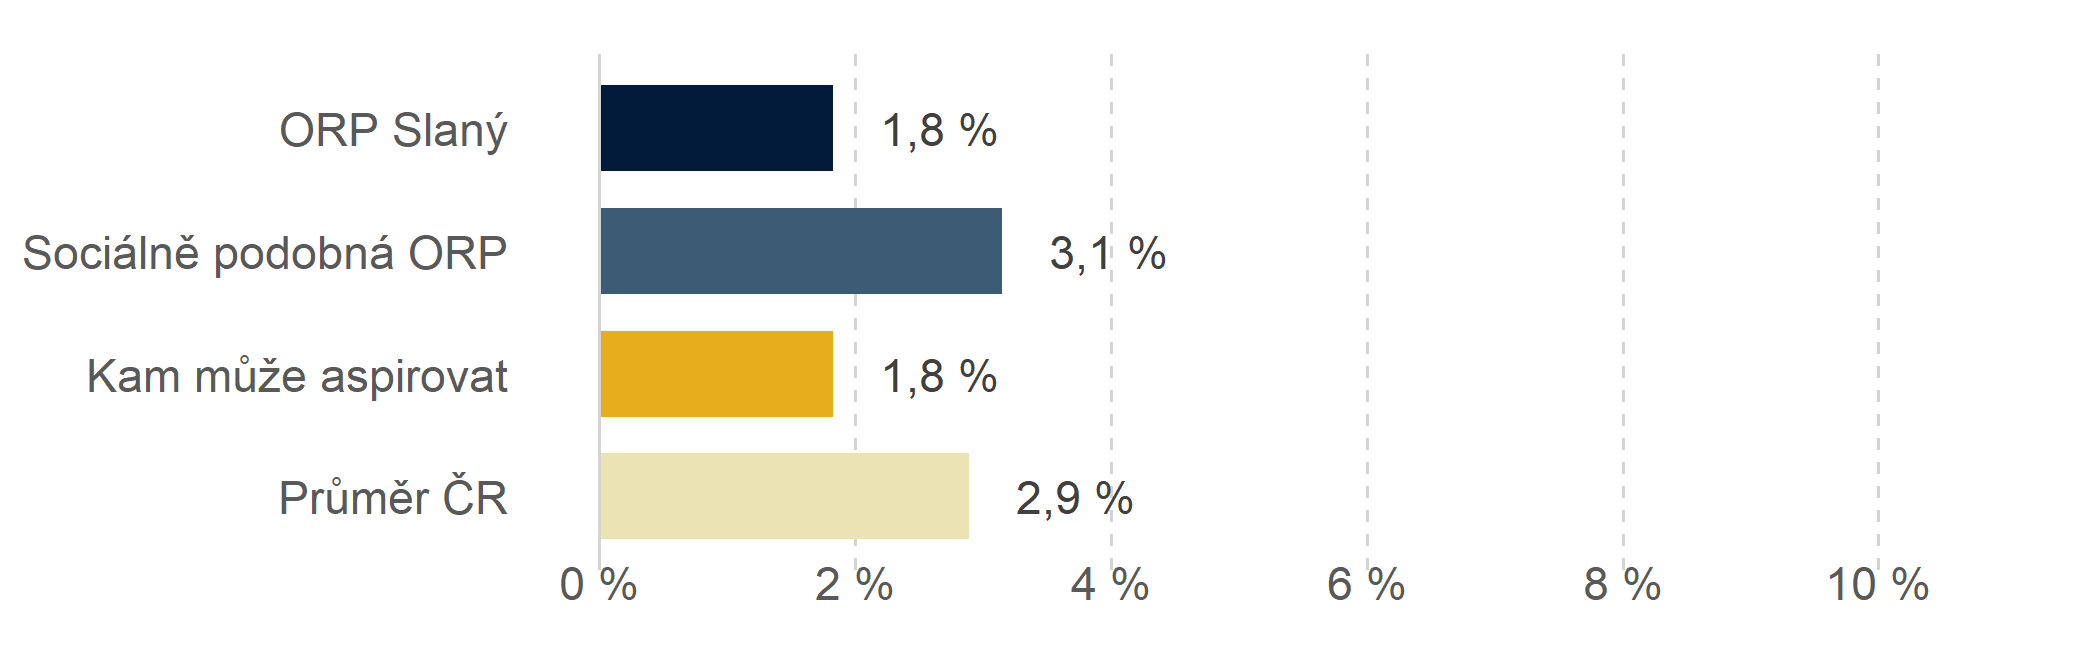 ORP Slaný 1,8 %
Sociálně podobná ORP 3,1 %
Kam může aspirovat 1,8 %
Průměr ČR 2,9 %
0 % 2 % 4 % 6 % 8 % 10 %